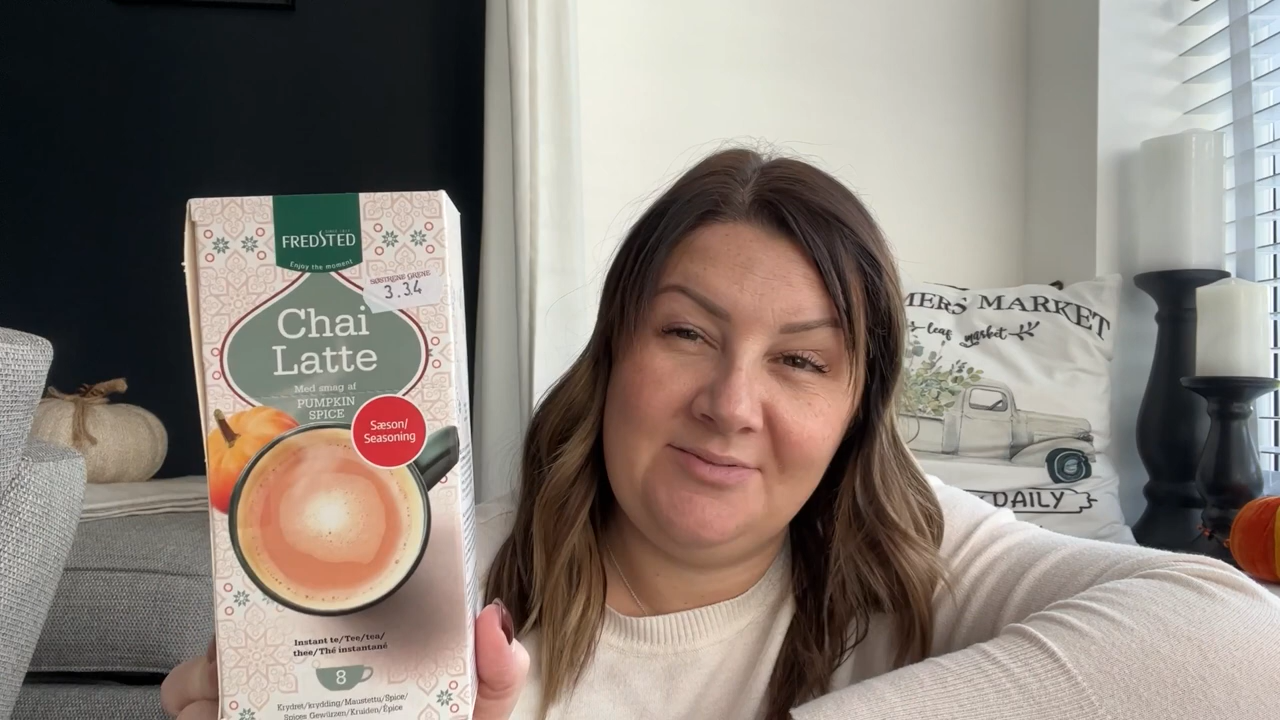 SINCE 1819
FREDSTED
Enjoy the moment
SØSTRENE GRENE
3.34
Chai
Latte
Med smag af
PUMPKIN
SPICE
Sæson/
Seasoning
Instant te/Tee/tea/
thee/Thé instantané
8
Krydret/krydding/Maustettu/Spice/
Spices Gewürzen/Kruiden/Épice
MERS MARKET
leaf market
DAILY